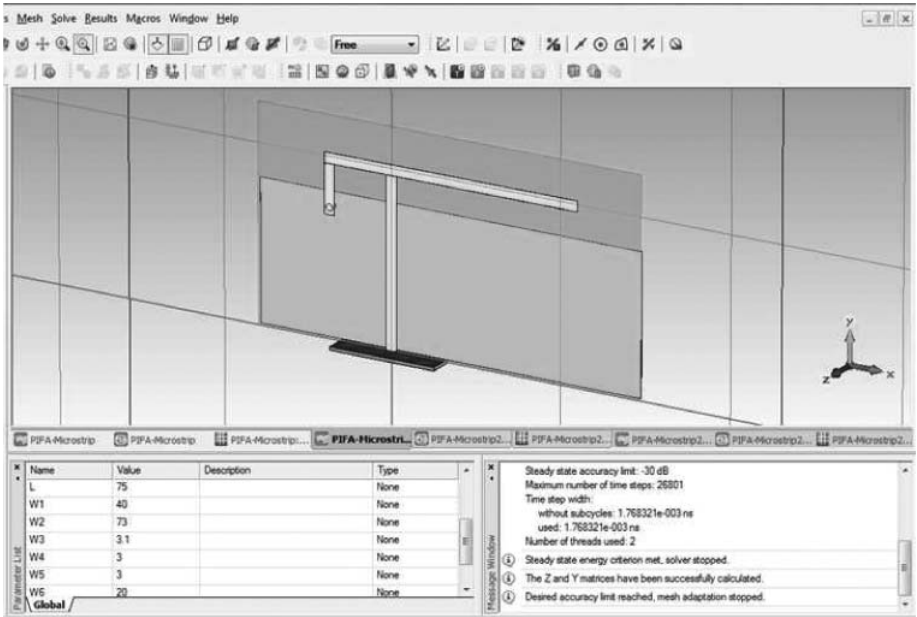 s Mesh Solve Results Macros Window Help
Free
y
z
x
PIFA-Microstrip
PIFA-Microstrip
PIFA-Microstrip:...
PIFA-Microstri...
PIFA-Microstrip2...
PIFA-Microstrip2...
PIFA-Microstrip2...
PIFA-Microstrip2...
PIFA-Microstrip2...
Parameter List
Name Value Description Type
L 75 None
W1 40 None
W2 73 None
W3 3.1 None
W4 3 None
W5 3 None
W6 20 None
Global
Message Window
Steady state accuracy limit: -30 dB
Maximum number of time steps: 26801
Time step width:
without subcycles: 1.768321e-003 ns
used: 1.768321e-003 ns
Number of threads used: 2
Steady state energy criterion met, solver stopped.
The Z and Y matrices have been successfully calculated.
Desired accuracy limit reached, mesh adaptation stopped.